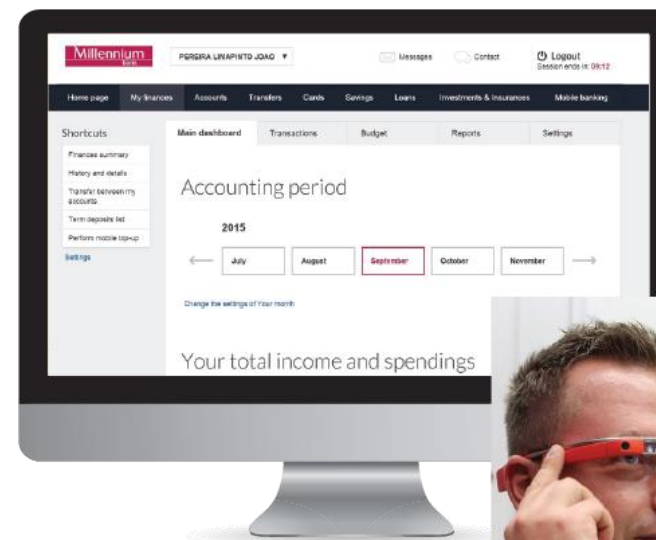 Millennium
bank
PEREIRA LINAPINTO JOAO
Messages
Contact
Logout
Session ends in: 09:12
Home page My finances Accounts Transfers Cards Savings Loans Investments & Insurances Mobile banking
Shortcuts
Finances summary
History and details
Transfer between my
accounts
Term deposits list
Perform mobile top-up
Settings
Main dashboard Transactions Budget Reports Settings
Accounting period
2015
July August September October November
Change the settings of Your month
Your total income and spendings